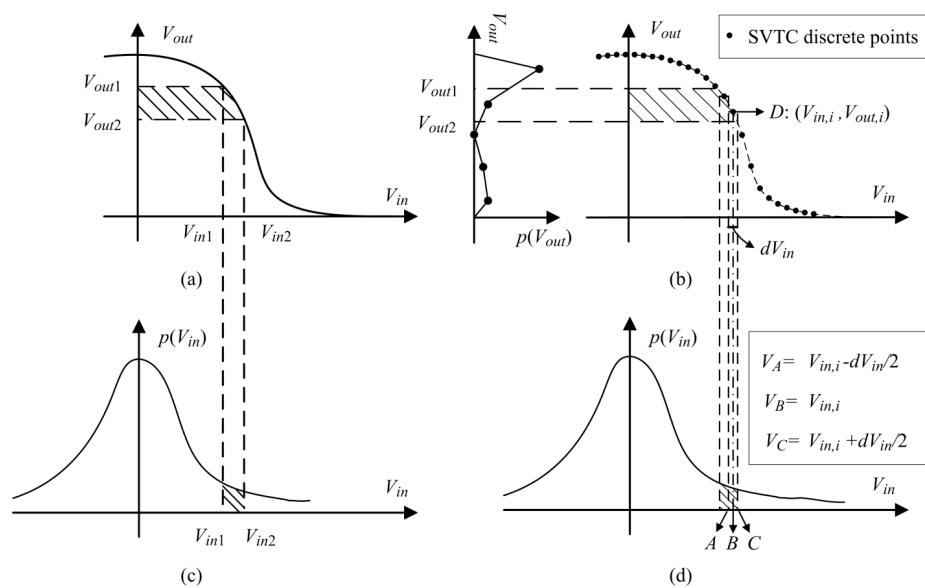 V_out
V_out1
V_out2
V_in
V_in1
V_in2
(a)
V_out
V_out1
V_out2
p(V_out)
V_out
SVTC discrete points
D: (V_in,i ,V_out,i)
V_in
dV_in
(b)
p(V_in)
V_in
V_in1
V_in2
(c)
p(V_in)
V_A= V_in,i -dV_in/2
V_B= V_in,i
V_C= V_in,i +dV_in/2
V_in
A B C
(d)